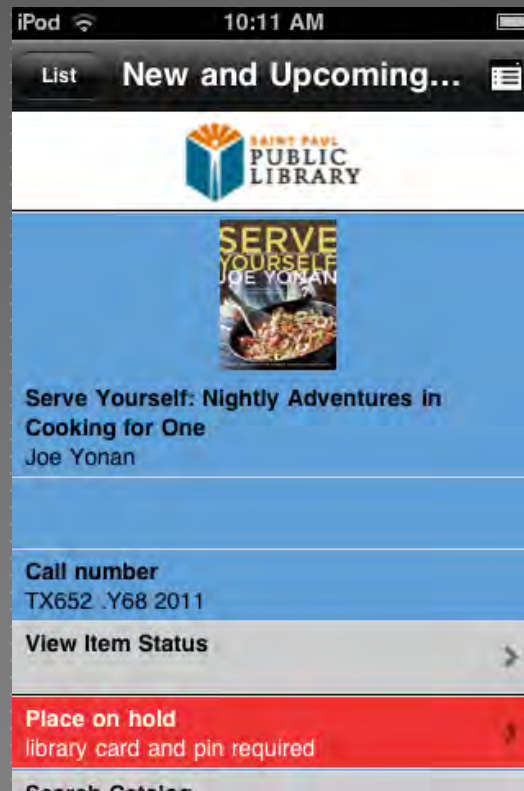 iPod 10:11 AM
List New and Upcoming...
SAINT PAUL
PUBLIC
LIBRARY
SERVE
YOURSELF
JOE YONAN
Serve Yourself: Nightly Adventures in
Cooking for One
Joe Yonan
Call number
TX652 .Y68 2011
View Item Status
Place on hold
library card and pin required
Search Catalog